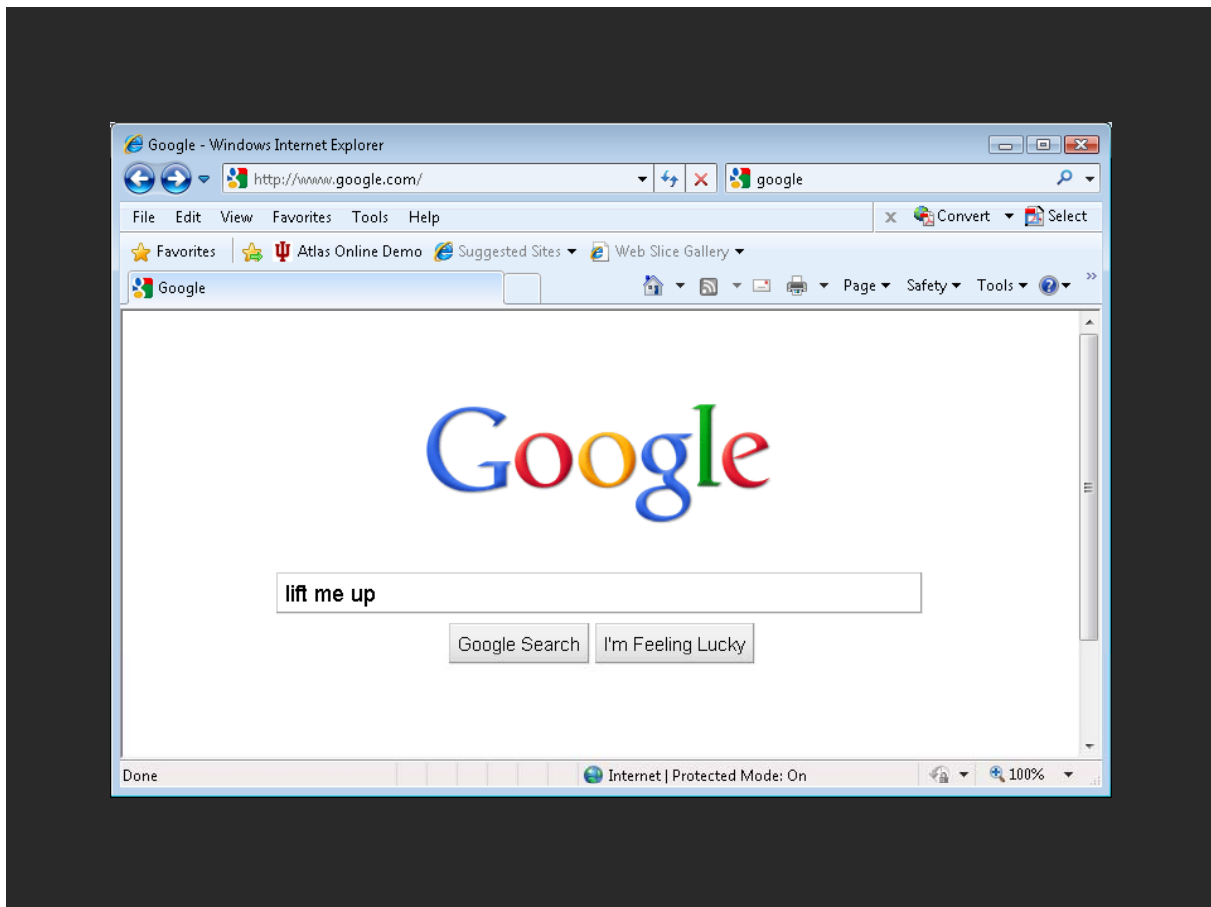 Google - Windows Internet Explorer
http://www.google.com/ google
File Edit View Favorites Tools Help x Convert Select
Favorites Atlas Online Demo Suggested Sites Web Slice Gallery
Google Page Safety Tools »
Google
lift me up
Google Search I'm Feeling Lucky
Done Internet | Protected Mode: On 100%